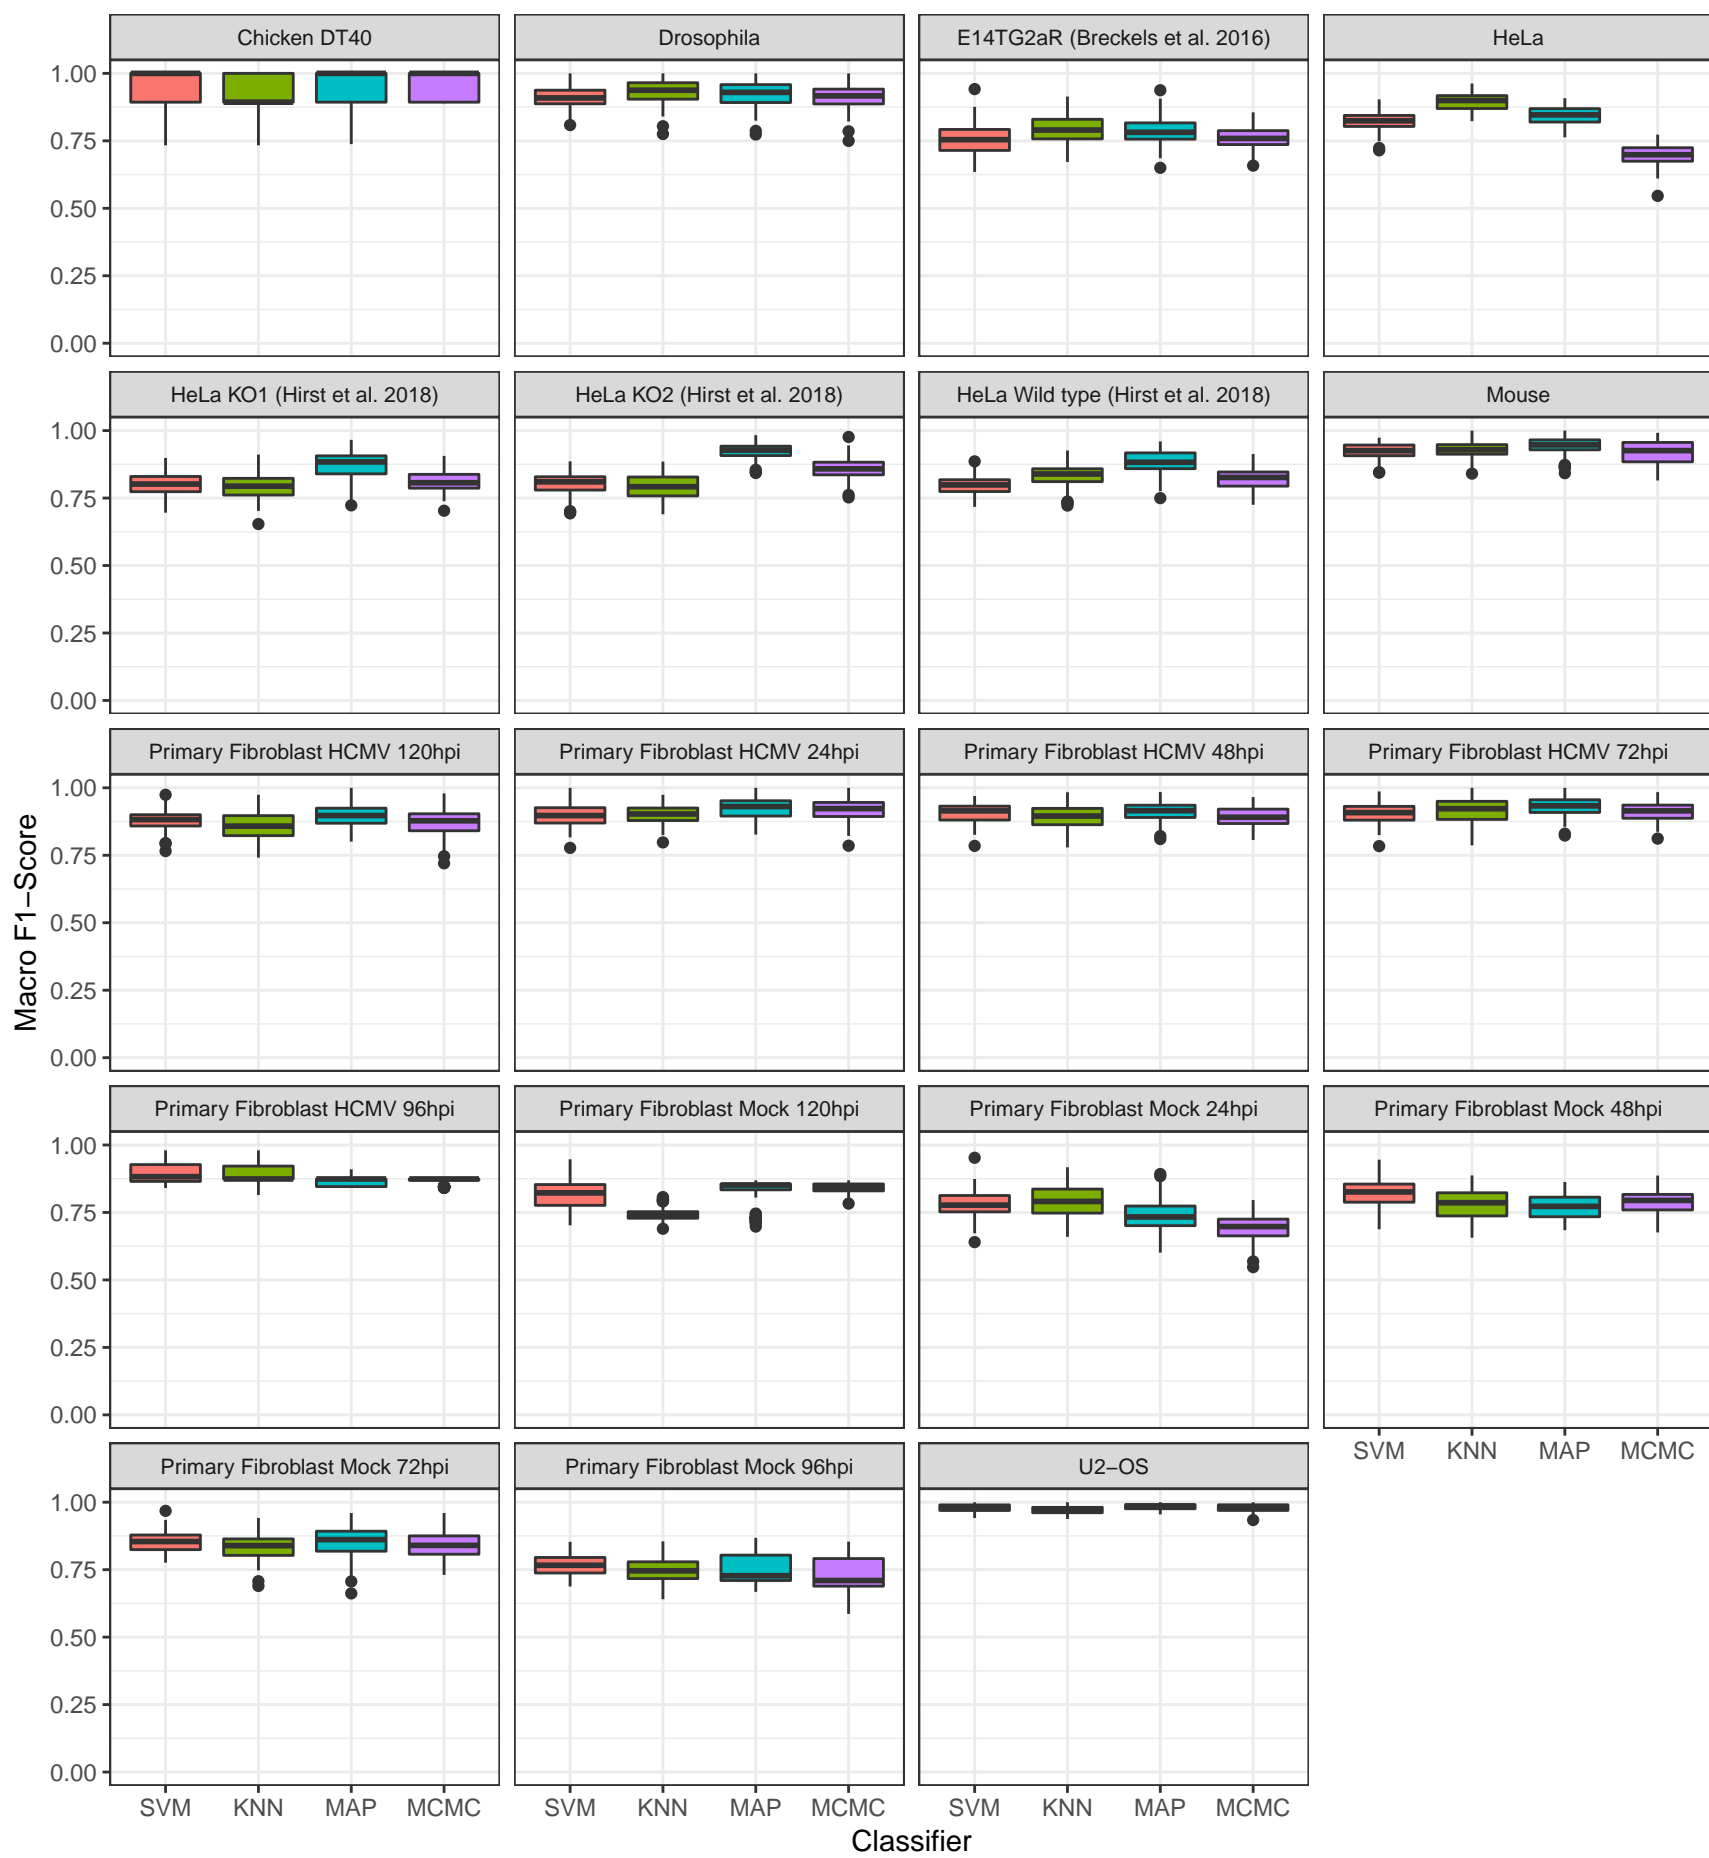 Chicken DT40
Drosophila
E14TG2aR (Breckels et al. 2016)
HeLa
1.00
0.75
0.50
0.25
0.00
HeLa KO1 (Hirst et al. 2018)
HeLa KO2 (Hirst et al. 2018)
HeLa Wild type (Hirst et al. 2018)
Mouse
1.00
0.75
0.50
0.25
0.00
Primary Fibroblast HCMV 120hpi
Primary Fibroblast HCMV 24hpi
Primary Fibroblast HCMV 48hpi
Primary Fibroblast HCMV 72hpi
1.00
0.75
0.50
0.25
0.00
Macro F1−Score
Primary Fibroblast HCMV 96hpi
Primary Fibroblast Mock 120hpi
Primary Fibroblast Mock 24hpi
Primary Fibroblast Mock 48hpi
1.00
0.75
0.50
0.25
0.00
SVM KNN MAP MCMC
Primary Fibroblast Mock 72hpi
Primary Fibroblast Mock 96hpi
U2−OS
1.00
0.75
0.50
0.25
0.00
SVM KNN MAP MCMC
SVM KNN MAP MCMC
SVM KNN MAP MCMC
Classifier